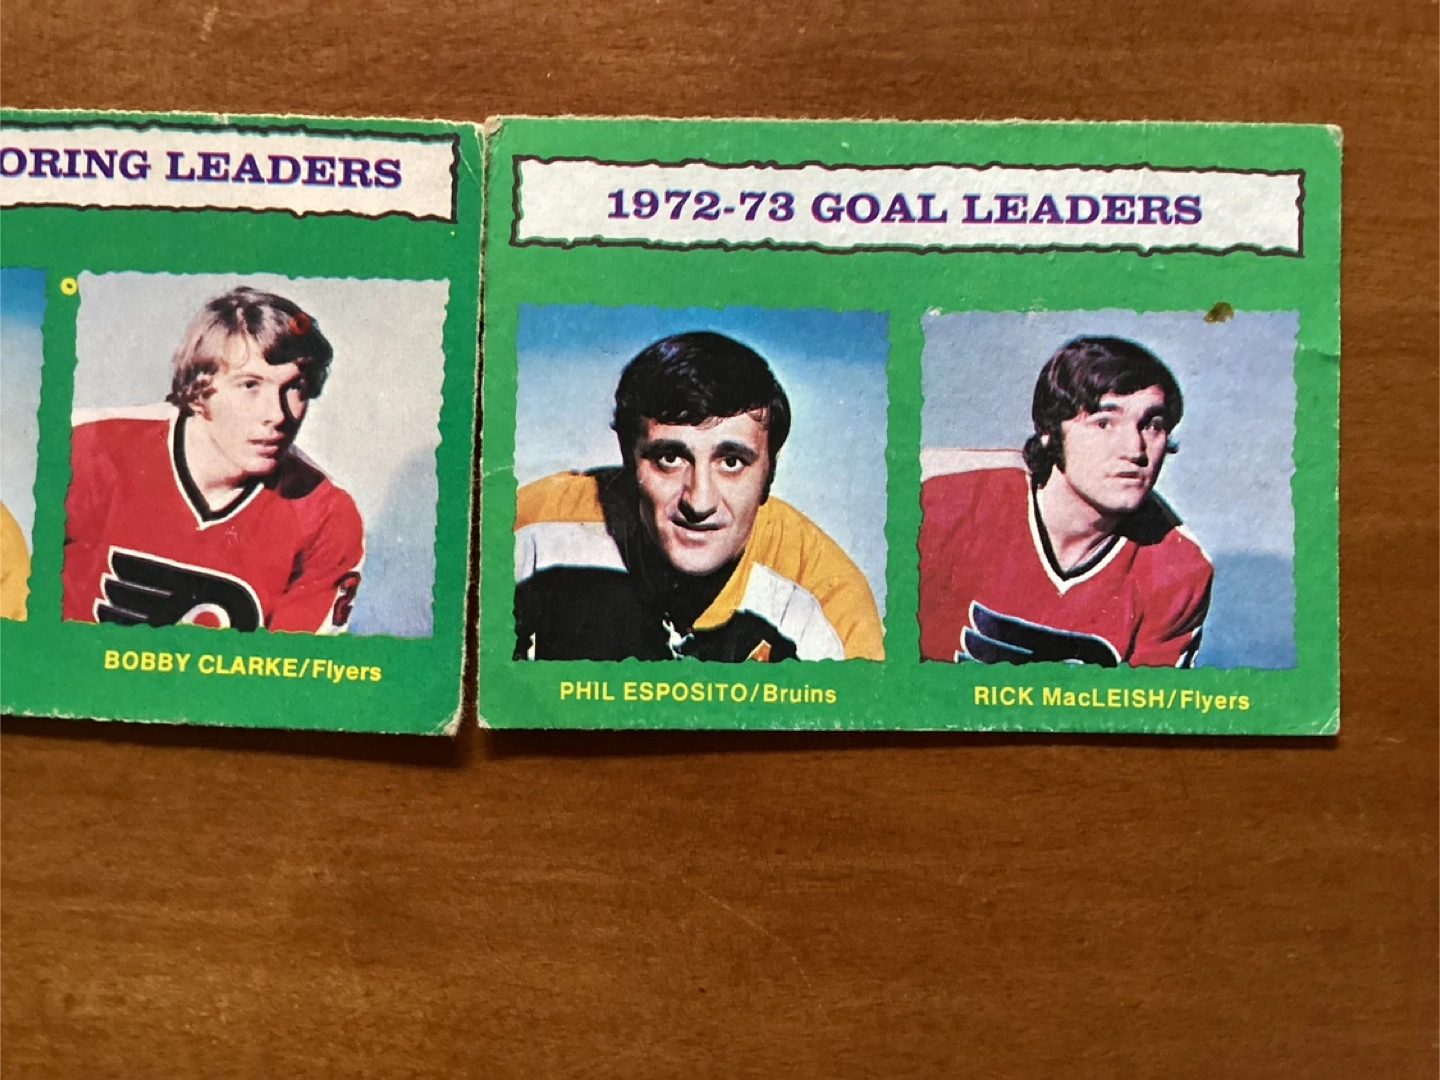 ORING LEADERS
BOBBY CLARKE/Flyers
1972-73 GOAL LEADERS
PHIL ESPOSITO/Bruins
RICK MacLEISH/Flyers